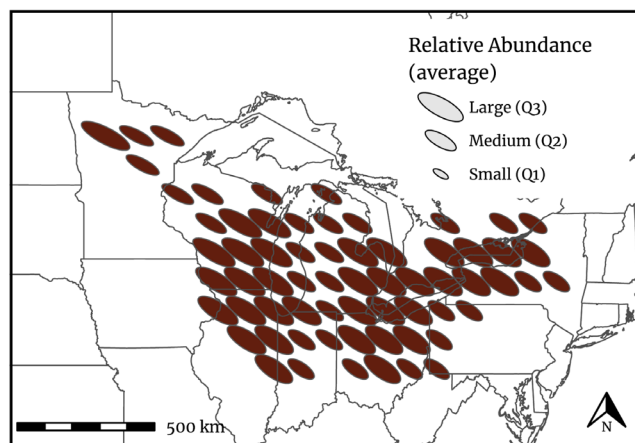 Relative Abundance
(average)
Large (Q3)
Medium (Q2)
Small (Q1)
500 km
N